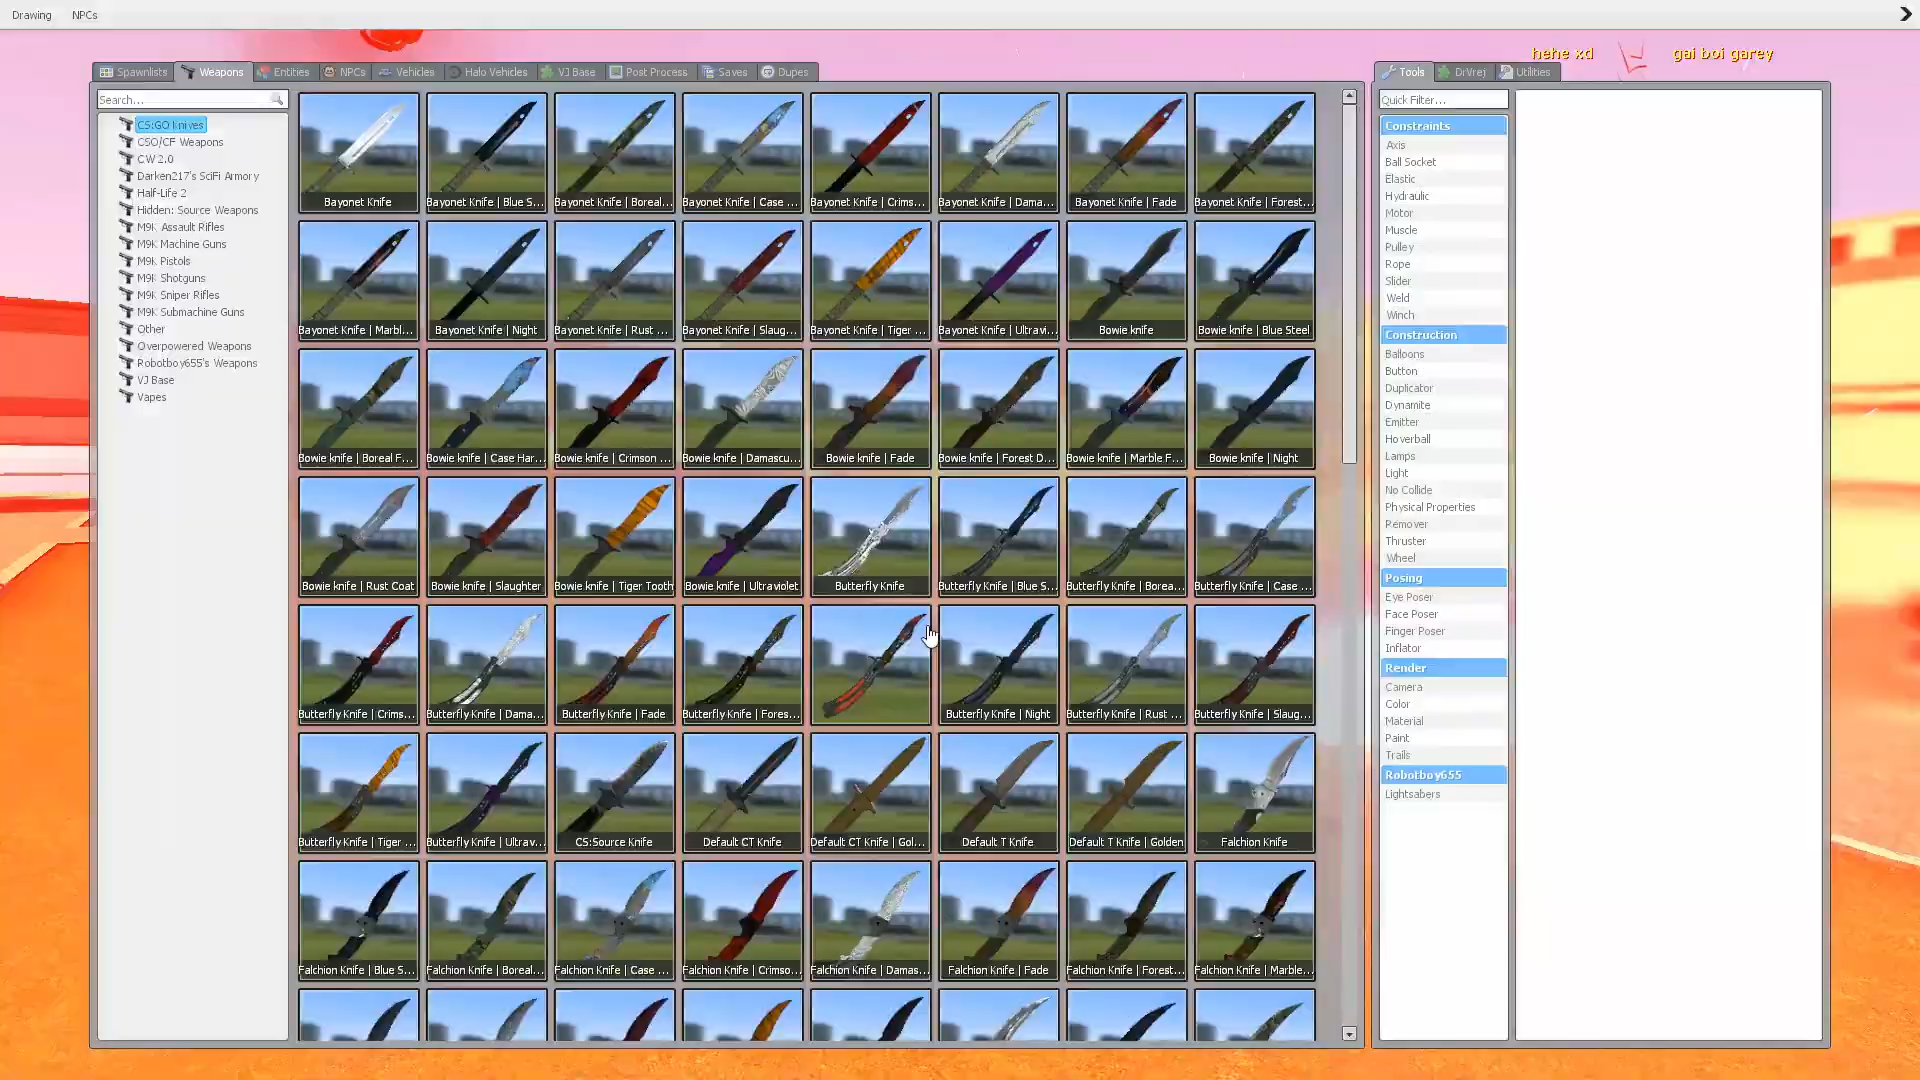 Drawing NPCs
hehe xd gai boi garey
Spawnlists Weapons Entities NPCs Vehicles Halo Vehicles VJ Base Post Process Saves Dupes
Tools DrVrej Utilities
Search...
CS:GO Knives
CSO/CF Weapons
CW 2.0
Darken217's SciFi Armory
Half-Life 2
Hidden: Source Weapons
M9K Assault Rifles
M9K Machine Guns
M9K Pistols
M9K Shotguns
M9K Sniper Rifles
M9K Submachine Guns
Other
Overpowered Weapons
Robotboy655's Weapons
VJ Base
Vapes
Bayonet Knife Bayonet Knife | Blue S... Bayonet Knife | Boreal... Bayonet Knife | Case ... Bayonet Knife | Crims... Bayonet Knife | Dama... Bayonet Knife | Fade Bayonet Knife | Forest...
Bayonet Knife | Marbl... Bayonet Knife | Night Bayonet Knife | Rust ... Bayonet Knife | Slaug... Bayonet Knife | Tiger ... Bayonet Knife | Ultravi... Bowie knife Bowie knife | Blue Steel
Bowie knife | Boreal F... Bowie knife | Case Har... Bowie knife | Crimson ... Bowie knife | Damascu... Bowie knife | Fade Bowie knife | Forest D... Bowie knife | Marble F... Bowie knife | Night
Bowie knife | Rust Coat Bowie knife | Slaughter Bowie knife | Tiger Tooth Bowie knife | Ultraviolet Butterfly Knife Butterfly Knife | Blue S... Butterfly Knife | Borea... Butterfly Knife | Case ...
Butterfly Knife | Crims... Butterfly Knife | Dama... Butterfly Knife | Fade Butterfly Knife | Fores... Butterfly Knife | Night Butterfly Knife | Rust ... Butterfly Knife | Slaug...
Butterfly Knife | Tiger ... Butterfly Knife | Ultrav... CS:Source Knife Default CT Knife Default CT Knife | Gol... Default T Knife Default T Knife | Golden Falchion Knife
Falchion Knife | Blue S... Falchion Knife | Boreal... Falchion Knife | Case ... Falchion Knife | Crimso... Falchion Knife | Damas... Falchion Knife | Fade Falchion Knife | Forest... Falchion Knife | Marble...
Quick Filter...
Constraints
Axis
Ball Socket
Elastic
Hydraulic
Motor
Muscle
Pulley
Rope
Slider
Weld
Winch
Construction
Balloons
Button
Duplicator
Dynamite
Emitter
Hoverball
Lamps
Light
No Collide
Physical Properties
Remover
Thruster
Wheel
Posing
Eye Poser
Face Poser
Finger Poser
Inflator
Render
Camera
Color
Material
Paint
Trails
Robotboy655
Lightsabers